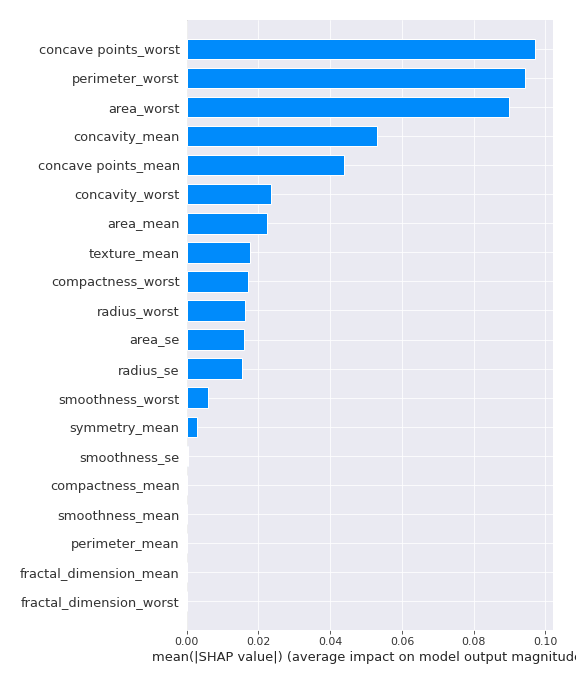 concave points_worst
perimeter_worst
area_worst
concavity_mean
concave points_mean
concavity_worst
area_mean
texture_mean
compactness_worst
radius_worst
area_se
radius_se
smoothness_worst
symmetry_mean
smoothness_se
compactness_mean
smoothness_mean
perimeter_mean
fractal_dimension_mean
fractal_dimension_worst
0.00 0.02 0.04 0.06 0.08 0.10
mean(|SHAP value|) (average impact on model output magnitude